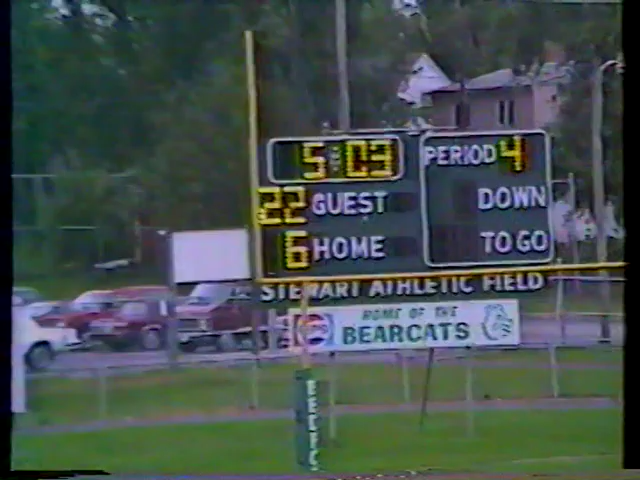 5:03 PERIOD 4
22 GUEST DOWN
6 HOME TO GO
STEWART ATHLETIC FIELD
HOME OF THE
BEARCATS